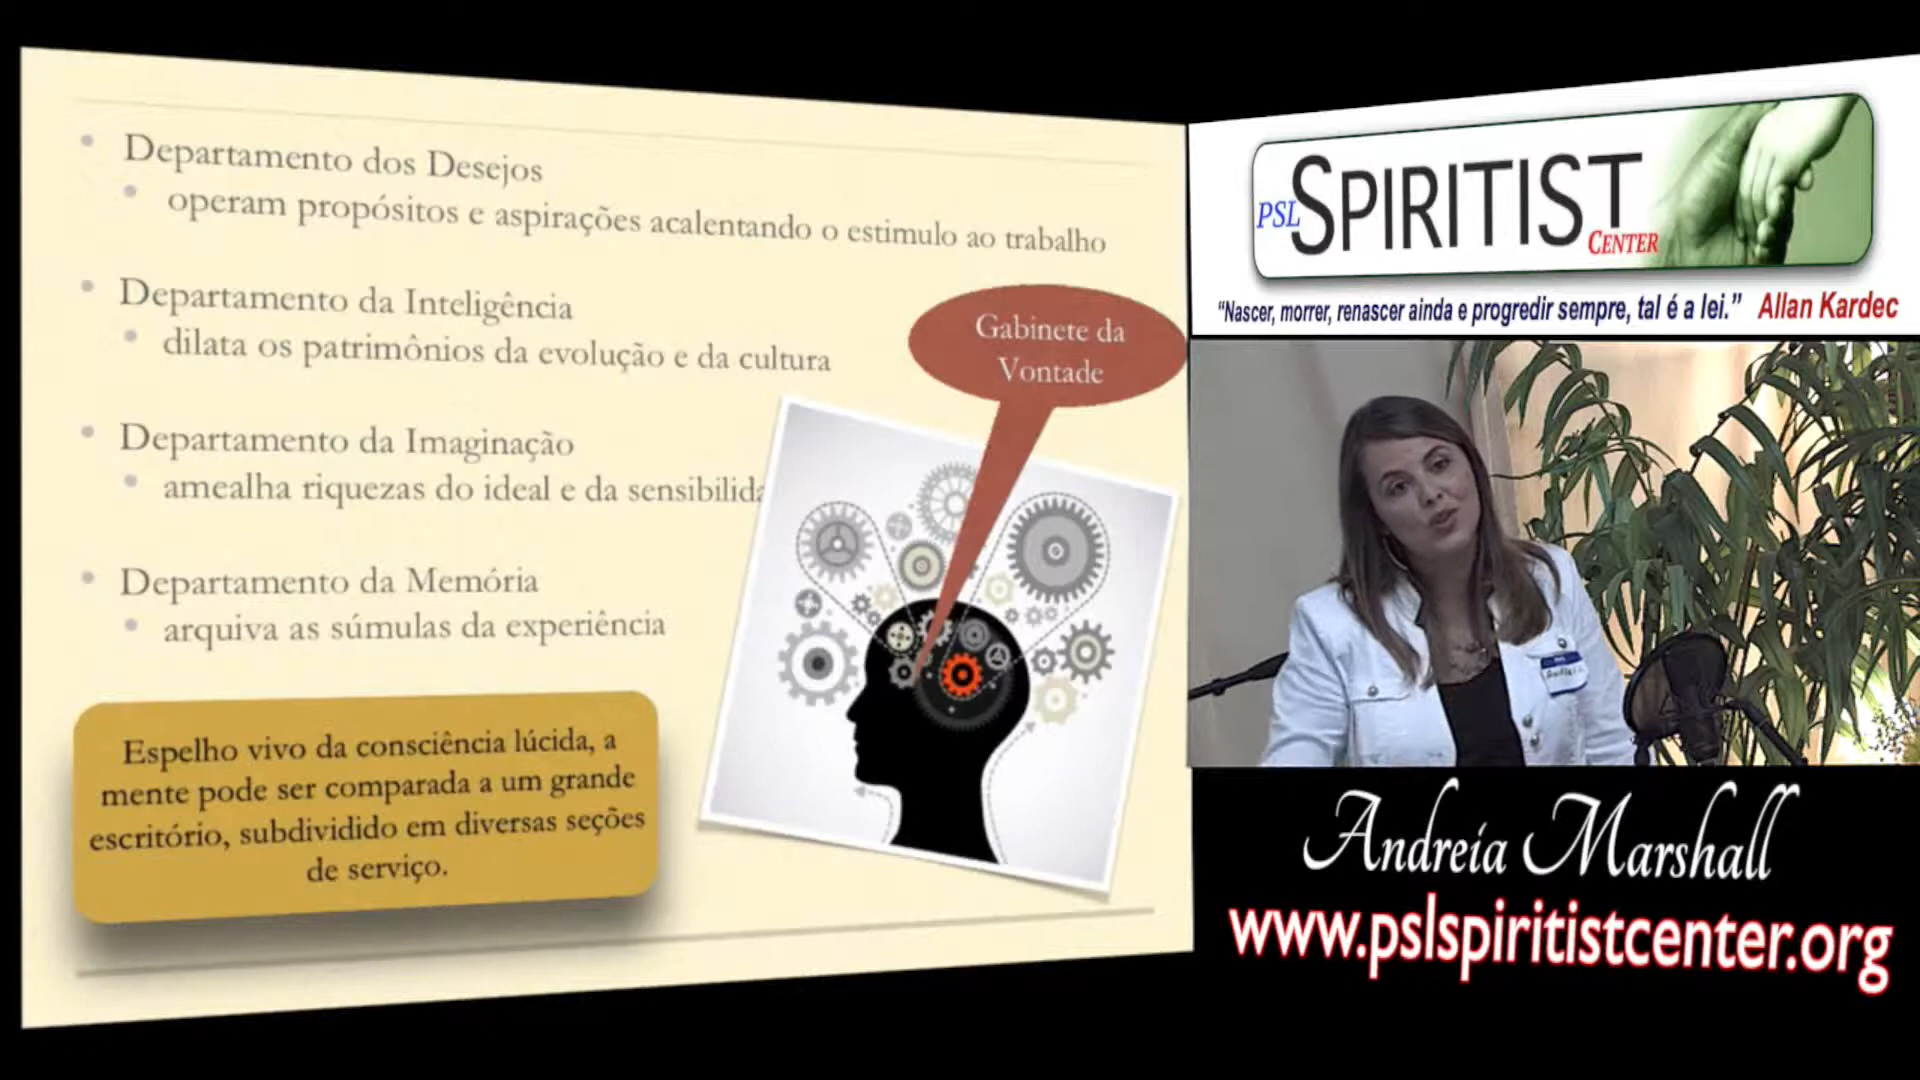 Departamento dos Desejos
operam propósitos e aspirações acalentando o estimulo ao trabalho
Departamento da Inteligência
dilata os patrimônios da evolução e da cultura
Departamento da Imaginação
amealha riquezas do ideal e da
Departamento da Memória
arquiva as súmulas da experiência
Gabinete da
Vontade
Espelho vivo da consciência lúcida, a
mente pode ser comparada a um grande
escritório, subdividido em diversas seções
de serviço.
PSL SPIRITIST
CENTER
“Nascer, morrer, renascer ainda e progredir sempre, tal é a lei.” Allan Kardec
Andreia Marshall
www.pslspiritistcenter.org